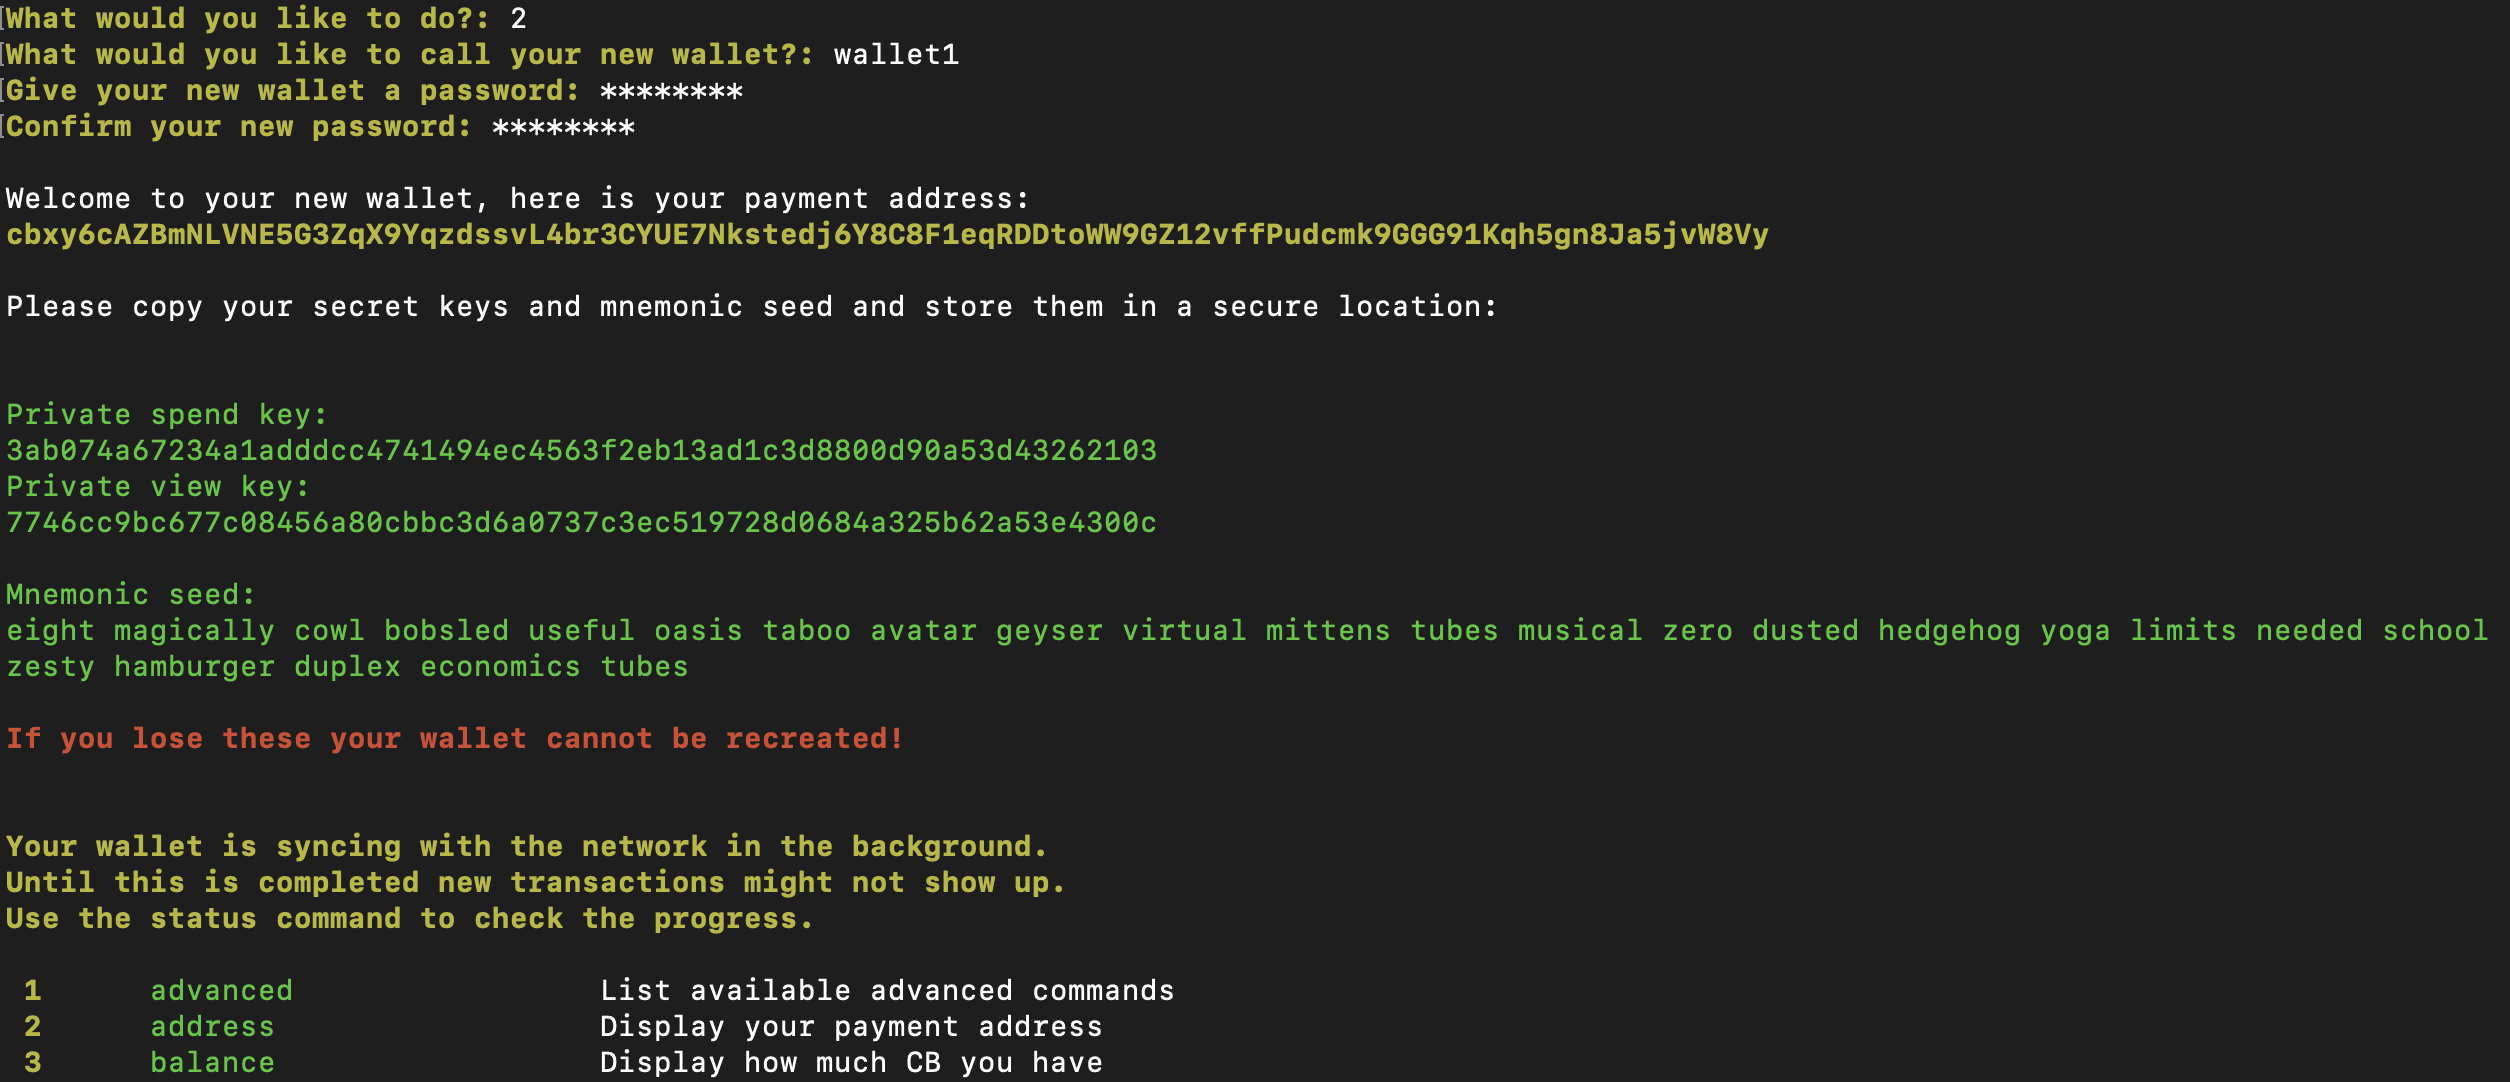 What would you like to do?: 2
What would you like to call your new wallet?: wallet1
Give your new wallet a password: ********
Confirm your new password: ********
Welcome to your new wallet, here is your payment address:
cbxy6cAZBmNLVNE5G3ZqX9YqzdssvL4br3CYUE7Nkstedj6Y8C8F1eqRDDtoWW9GZ12vffPudcmk9GGG91Kqh5gn8Ja5jvW8Vy
Please copy your secret keys and mnemonic seed and store them in a secure location:
Private spend key:
3ab074a67234a1adddcc4741494ec4563f2eb13ad1c3d8800d90a53d43262103
Private view key:
7746cc9bc677c08456a80cbbc3d6a0737c3ec519728d0684a325b62a53e4300c
Mnemonic seed:
eight magically cowl bobsled useful oasis taboo avatar geyser virtual mittens tubes musical zero dusted hedgehog yoga limits needed school
zesty hamburger duplex economics tubes
If you lose these your wallet cannot be recreated!
Your wallet is syncing with the network in the background.
Until this is completed new transactions might not show up.
Use the status command to check the progress.
1 advanced List available advanced commands
2 address Display your payment address
3 balance Display how much CB you have